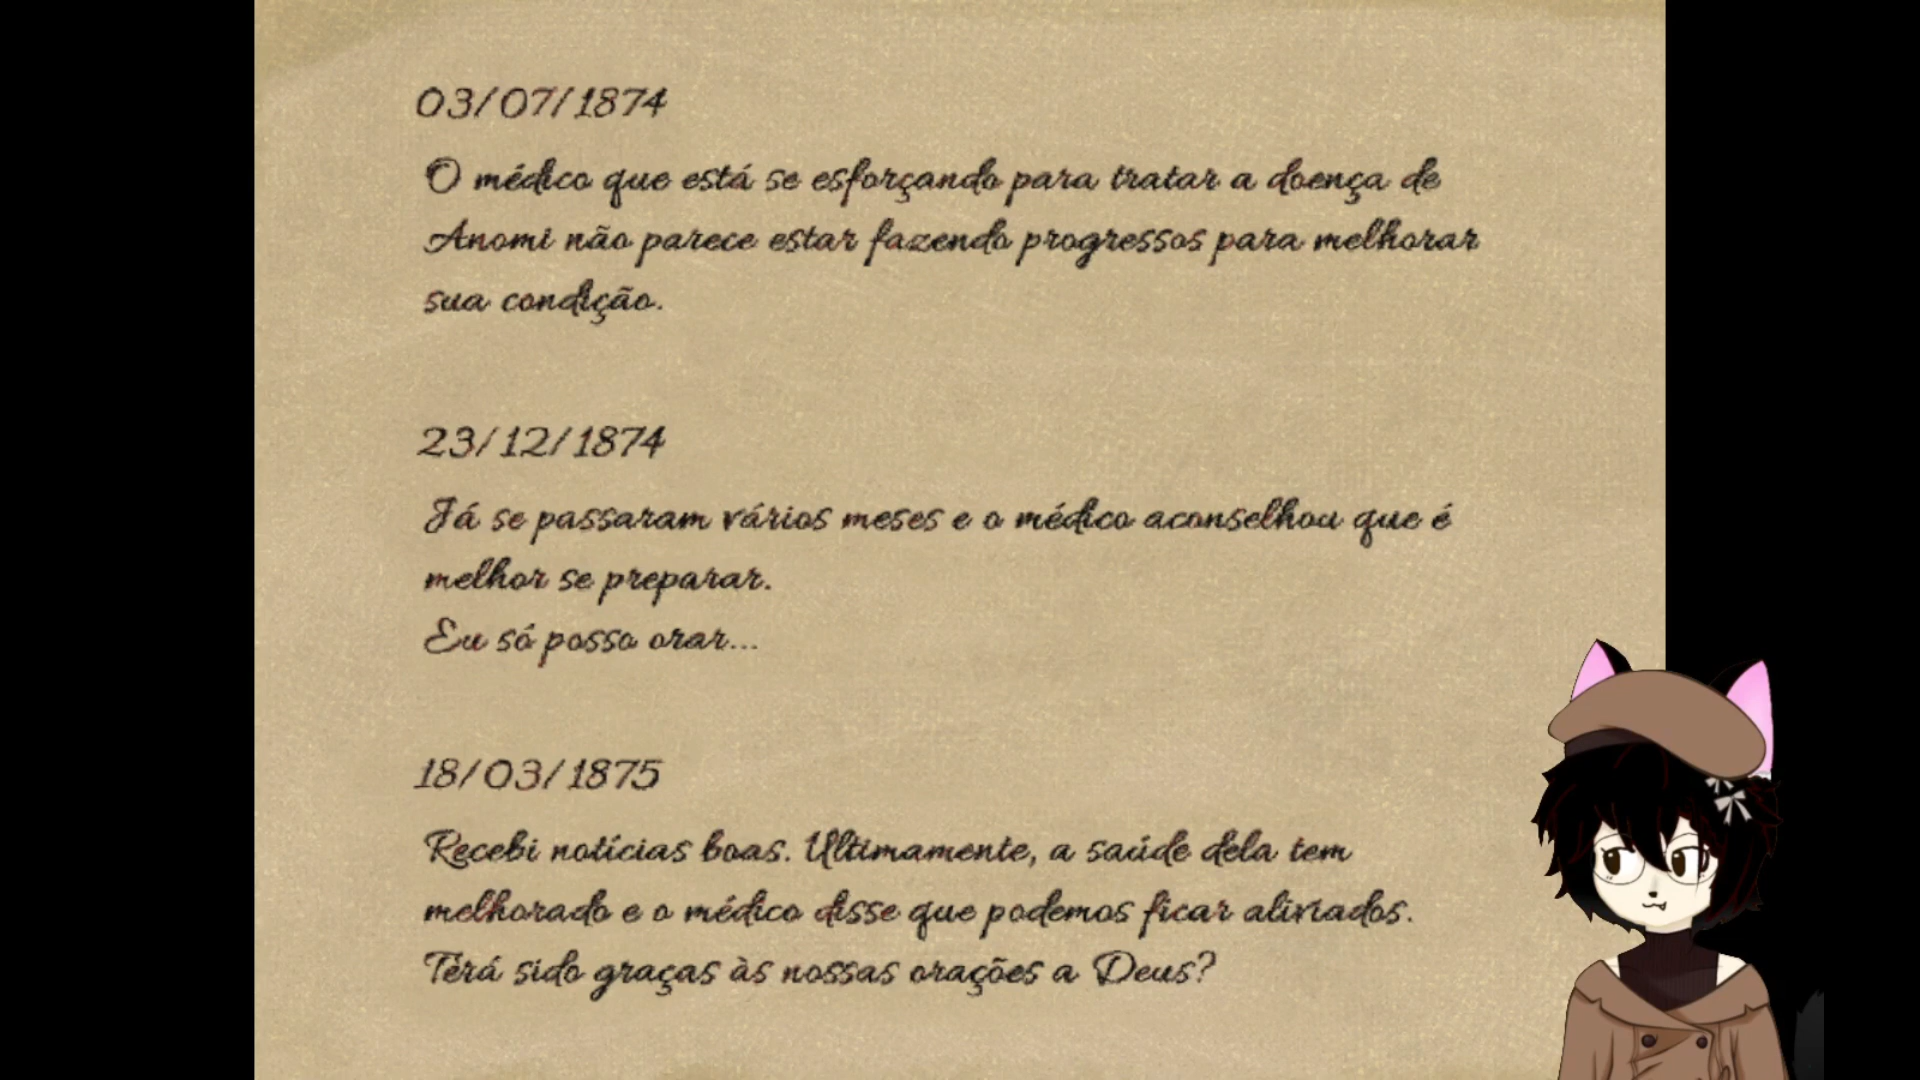 03/07/1874
O médico que está se esforçando para tratar a doença de
Anomi não parece estar fazendo progressos para melhorar
sua condição.
23/12/1874
Já se passaram vários meses e o médico aconselhou que é
melhor se preparar.
Eu só posso orar...
18/03/1875
Recebi notícias boas. Ultimamente, a saúde dela tem
melhorado e o médico disse que podemos ficar aliviados.
Terá sido graças às nossas orações a Deus?